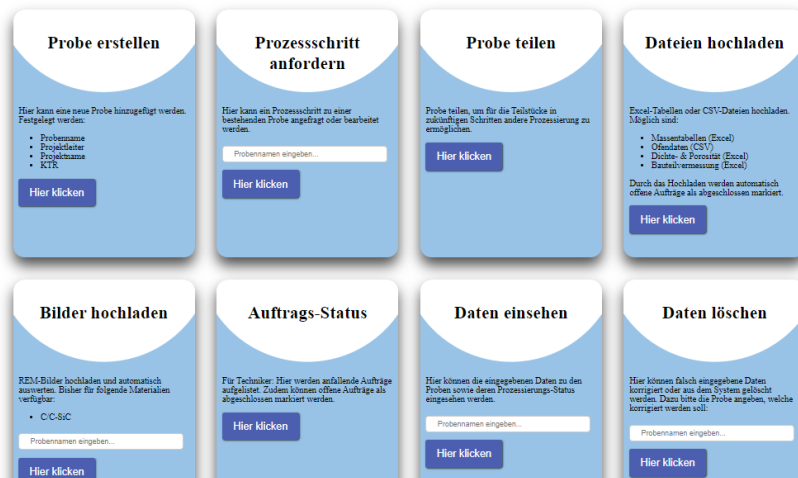 Probe erstellen
Hier kann eine neue Probe hinzugefügt werden.
Festgelegt werden:
Probenname
Projektleiter
Projektname
KTR
Hier klicken
Prozessschritt
anfordern
Hier kann ein Prozessschritt zu einer
bestehenden Probe angefragt oder bearbeitet
werden.
Probennamen eingeben...
Hier klicken
Probe teilen
Probe teilen, um für die Teilstücke in
zukünftigen Schritten andere Prozessierung zu
ermöglichen.
Hier klicken
Dateien hochladen
Excel-Tabellen oder CSV-Dateien hochladen.
Möglich sind:
Massentabellen (Excel)
Ofendaten (CSV)
Dichte- & Porosität (Excel)
Bauteilvermessung (Excel)
Durch das Hochladen werden automatisch
offene Aufträge als abgeschlossen markiert.
Hier klicken
Bilder hochladen
REM-Bilder hochladen und automatisch
auswerten. Bisher für folgende Materialien
verfügbar:
C/C-SiC
Probennamen eingeben...
Hier klicken
Auftrags-Status
Für Techniker: Hier werden anfallende Aufträge
aufgelistet. Zudem können offene Aufträge als
abgeschlossen markiert werden.
Hier klicken
Daten einsehen
Hier können die eingegebenen Daten zu den
Proben sowie deren Prozessierungs-Status
eingesehen werden.
Probennamen eingeben...
Hier klicken
Daten löschen
Hier können falsch eingegebene Daten
korrigiert oder aus dem System gelöscht
werden. Dazu bitte die Probe angeben, welche
korrigiert werden soll:
Probennamen eingeben...
Hier klicken